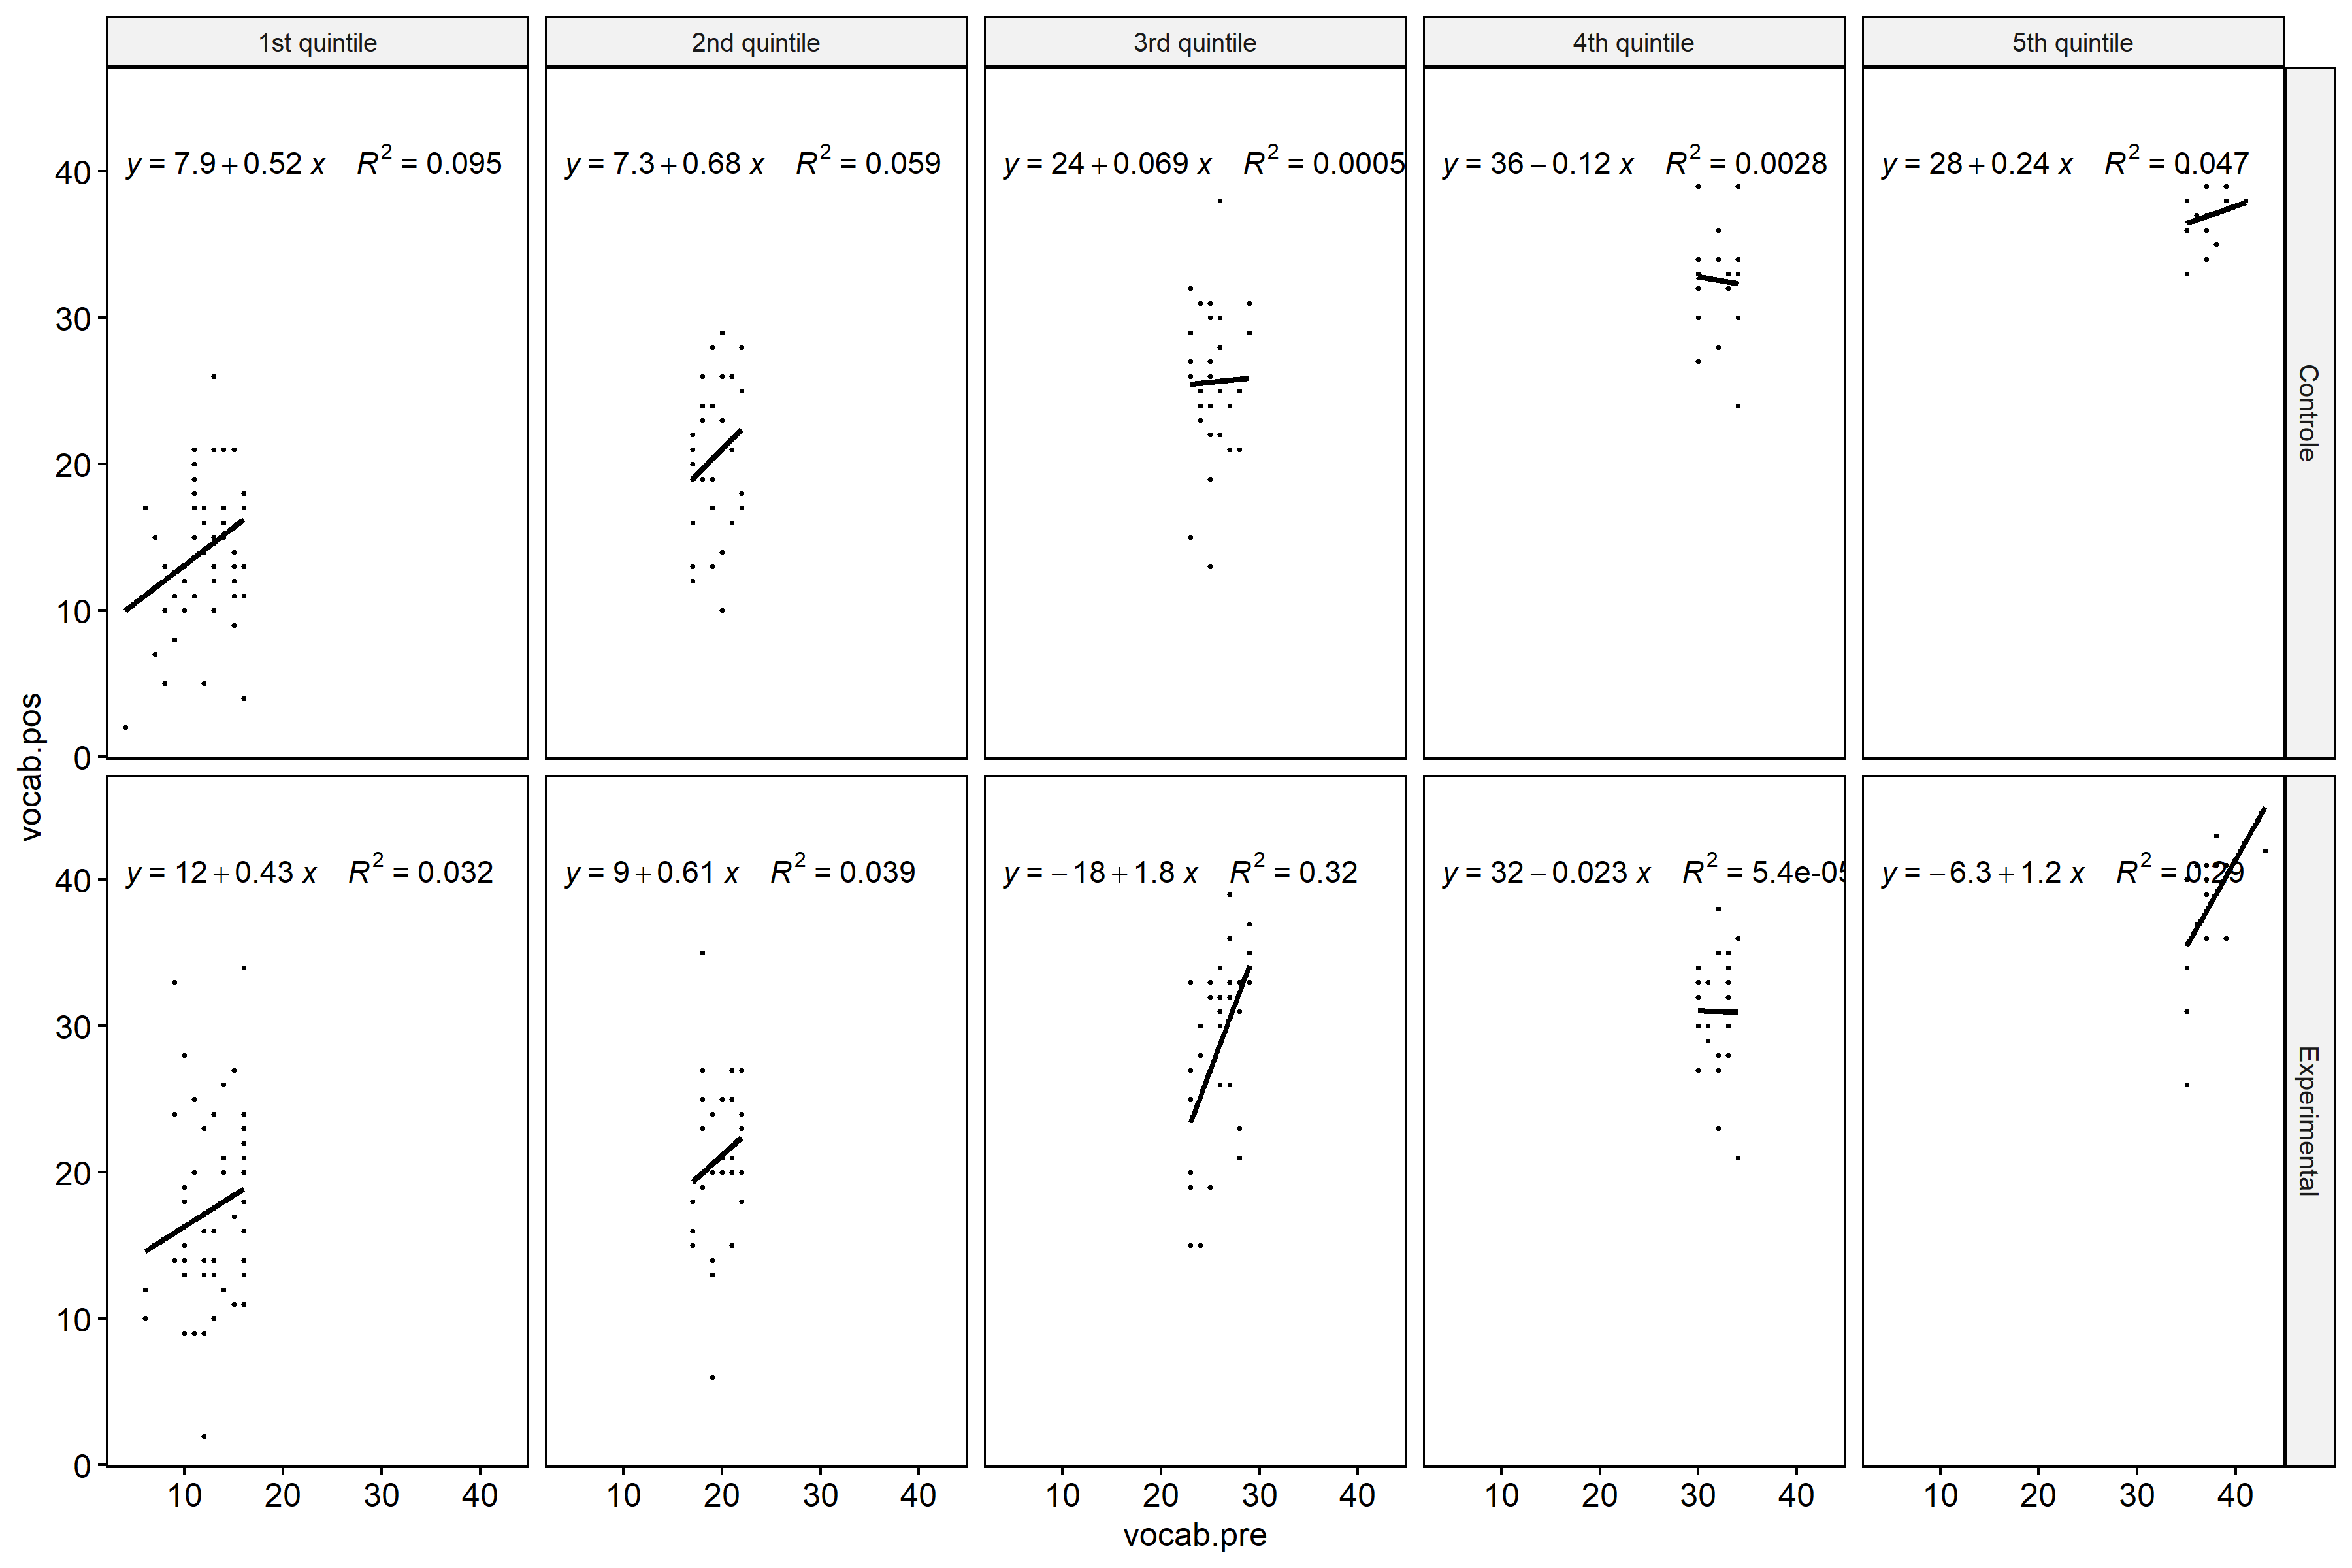 1st quintile 2nd quintile 3rd quintile 4th quintile 5th quintile
y = 7.9 + 0.52 x R² = 0.095
y = 7.3 + 0.68 x R² = 0.059
y = 24 + 0.069 x R² = 0.0005
y = 36 − 0.12 x R² = 0.0028
y = 28 + 0.24 x R² = 0.047
40
30
20
10
0
Controle
vocab.pos
y = 12 + 0.43 x R² = 0.032
y = 9 + 0.61 x R² = 0.039
y = −18 + 1.8 x R² = 0.32
y = 32 − 0.023 x R² = 5.4e-05
y = −6.3 + 1.2 x R² = 0.29
40
30
20
10
0
Experimental
10 20 30 40 10 20 30 40 10 20 30 40 10 20 30 40 10 20 30 40
vocab.pre